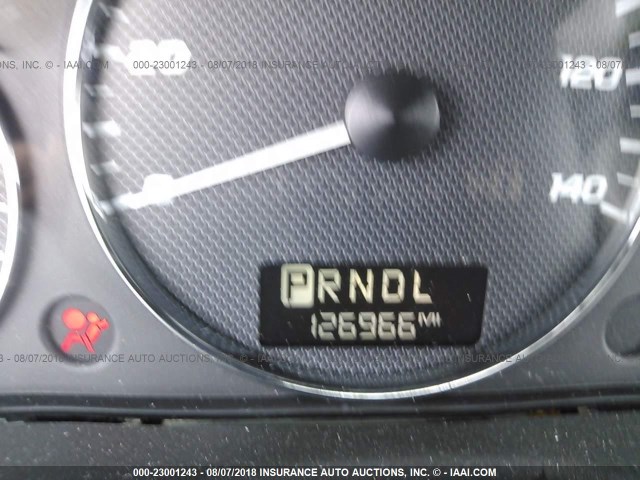 20
120
000-23001243 - 08/07/2018 INSURANCE AUTO AUCTIONS, INC. - © IAAI.COM
0
140
PRNDL
126966 MI
000-23001243 - 08/07/2018 INSURANCE AUTO AUCTIONS, INC. - © IAAI.COM
000-23001243 - 08/07/2018 INSURANCE AUTO AUCTIONS, INC. - © IAAI.COM